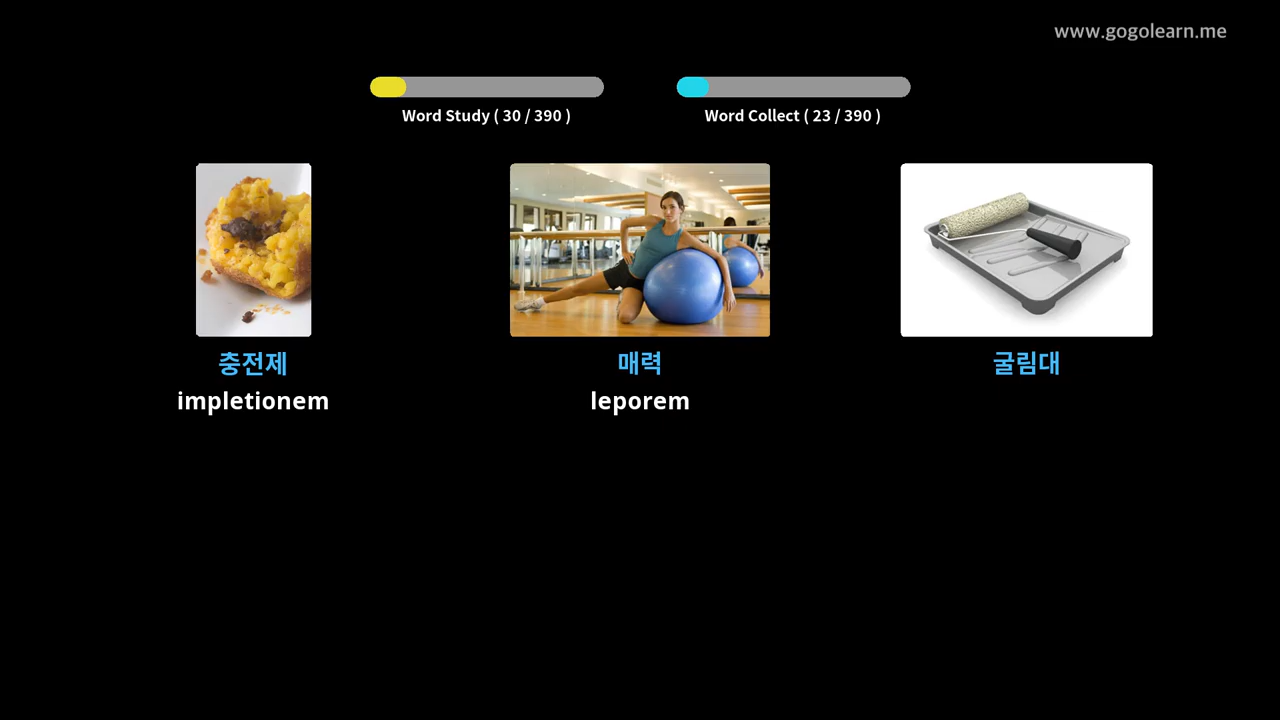 www.gogolearn.me
Word Study ( 30 / 390 )
Word Collect ( 23 / 390 )
충전제
매력
굴림대
impletionem
leporem